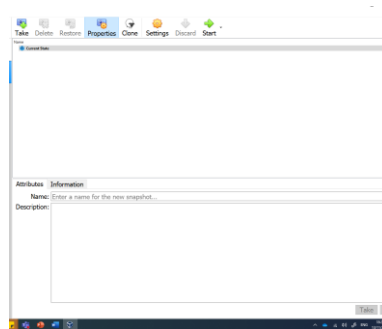 Take Delete Restore Properties Clone Settings Discard Start
Name
Current State
Attributes Information
Name: Enter a name for the new snapshot...
Description:
Take
ENG